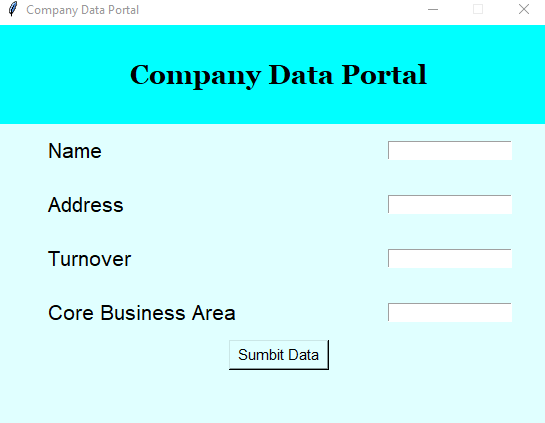 Company Data Portal
Company Data Portal
Name
Address
Turnover
Core Business Area
Sumbit Data